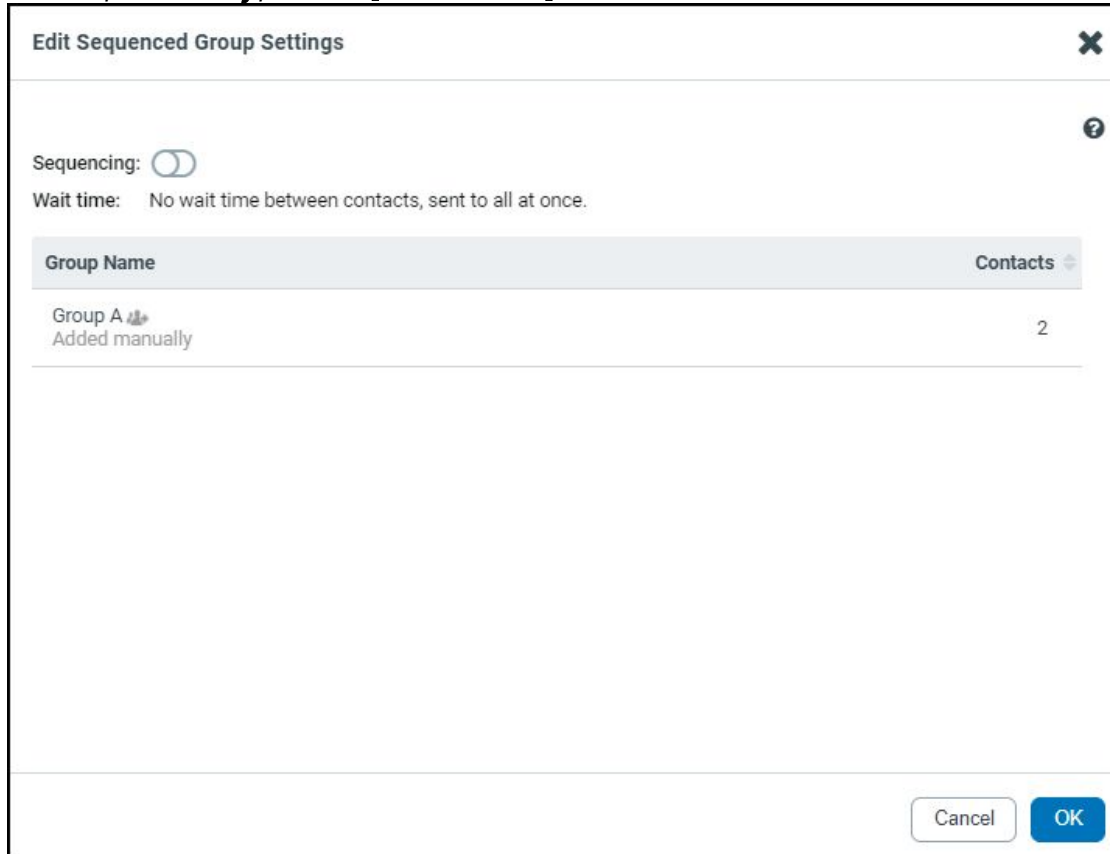 Edit Sequenced Group Settings
Sequencing:
Wait time: No wait time between contacts, sent to all at once.
Group Name Contacts
Group A
Added manually 2
Cancel OK